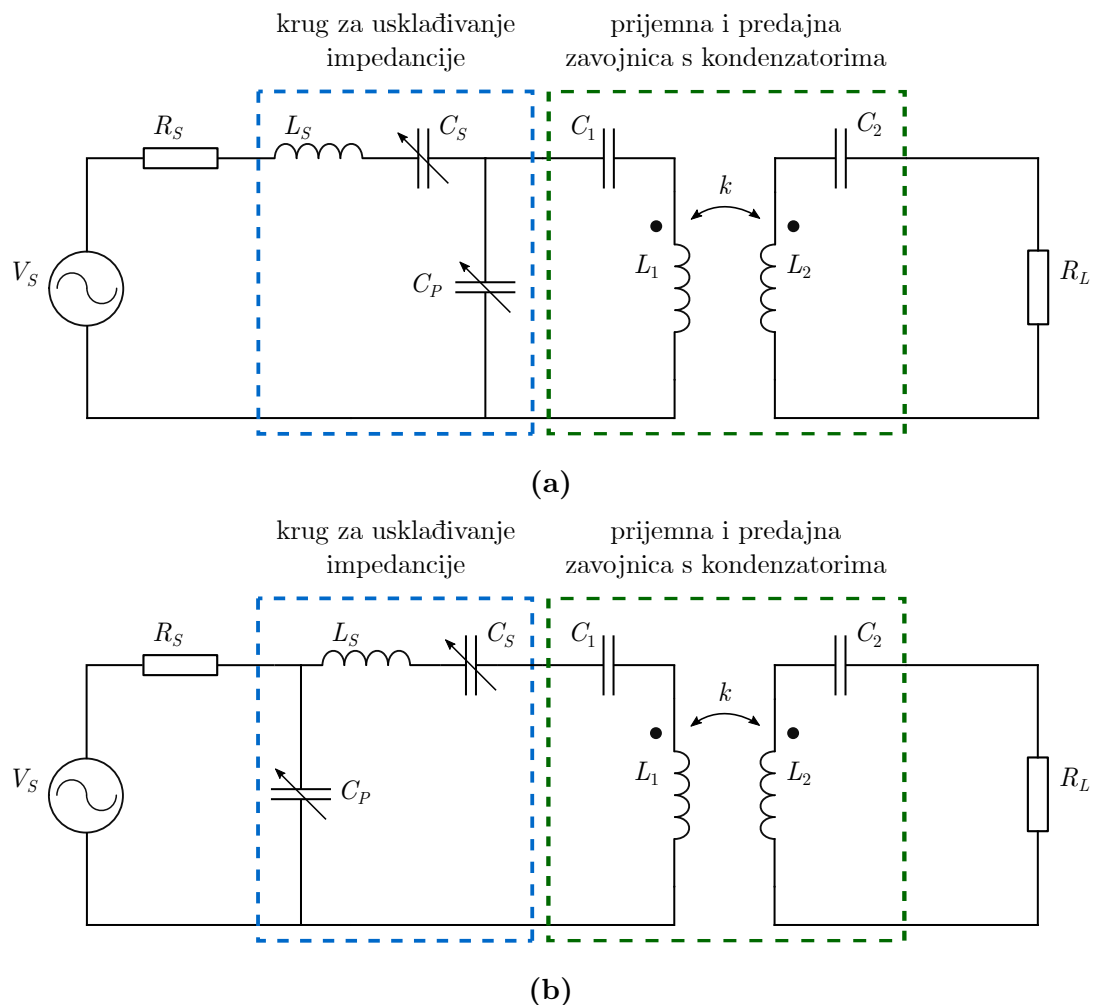 krug za usklađivanje
impedancije
prijemna i predajna
zavojnica s kondenzatorima
R_S
L_S
C_S
C_1
C_2
k
V_S
C_P
L_1
L_2
R_L
(a)
krug za usklađivanje
impedancije
prijemna i predajna
zavojnica s kondenzatorima
R_S
L_S
C_S
C_1
C_2
k
V_S
C_P
L_1
L_2
R_L
(b)